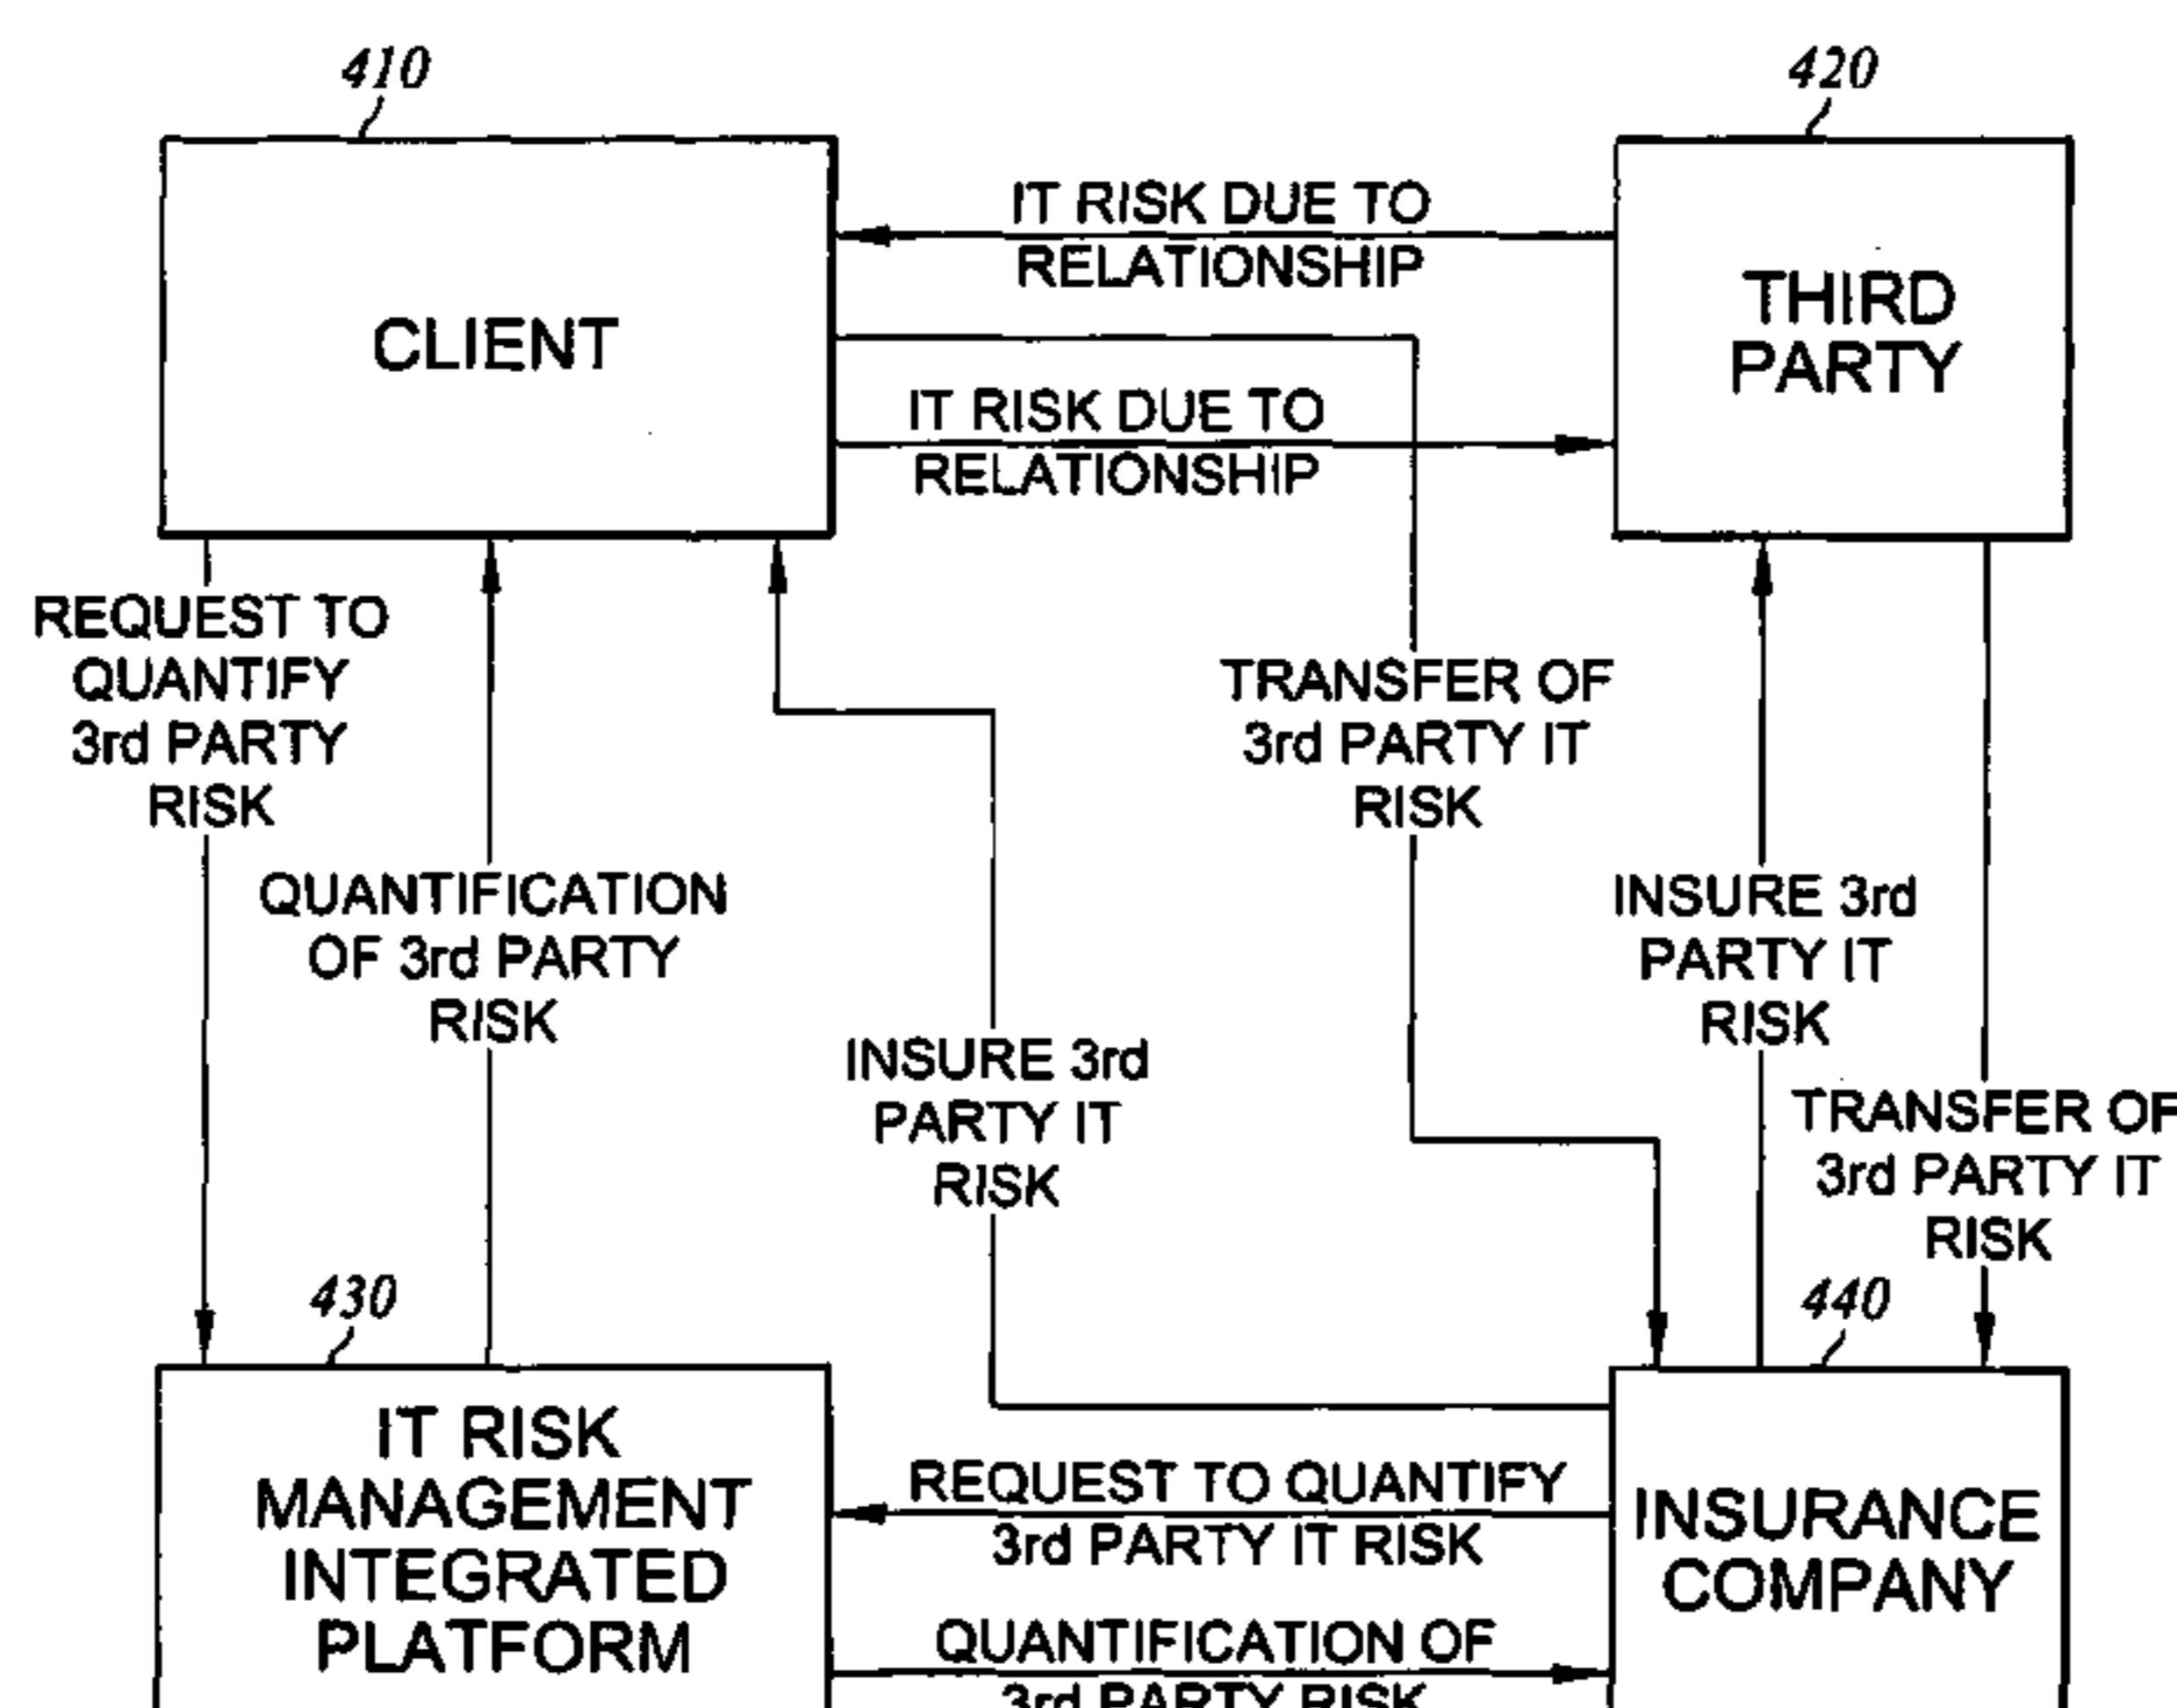 410
420
IT RISK DUE TO
RELATIONSHIP
CLIENT
THIRD
PARTY
IT RISK DUE TO
RELATIONSHIP
REQUEST TO
QUANTIFY
3rd PARTY
RISK
QUANTIFICATION
OF 3rd PARTY
RISK
INSURE 3rd
PARTY IT
RISK
TRANSFER OF
3rd PARTY IT
RISK
INSURE 3rd
PARTY IT
RISK
TRANSFER OF
3rd PARTY IT
RISK
430
440
IT RISK
MANAGEMENT
INTEGRATED
PLATFORM
REQUEST TO QUANTIFY
3rd PARTY IT RISK
INSURANCE
COMPANY
QUANTIFICATION OF
3rd PARTY RISK